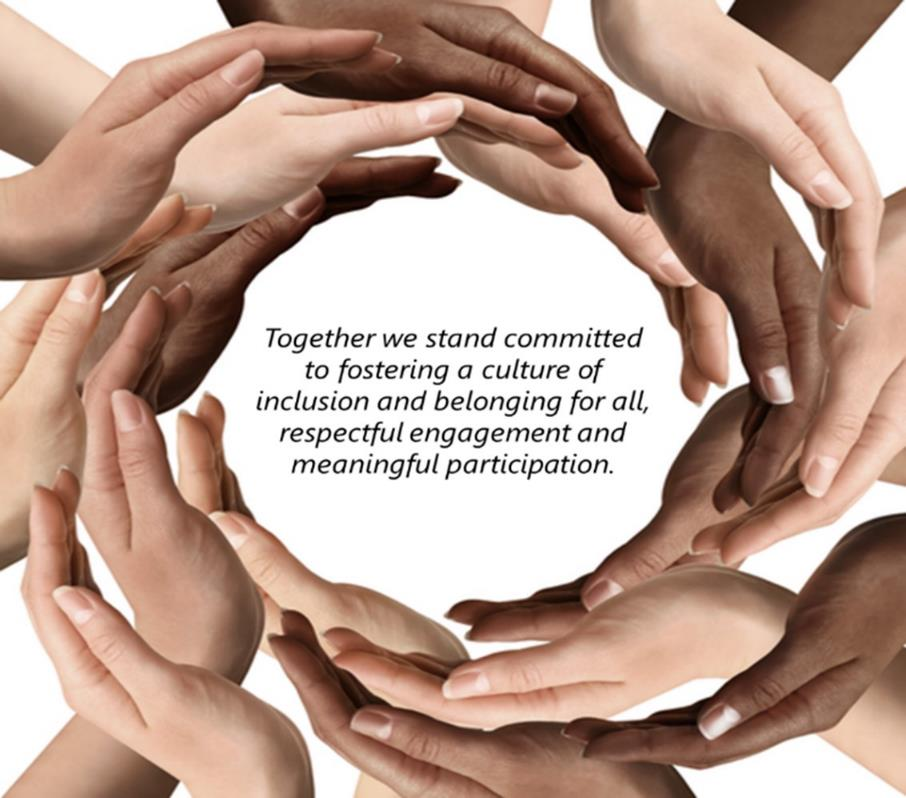 Together we stand committed
to fostering a culture of
inclusion and belonging for all,
respectful engagement and
meaningful participation.